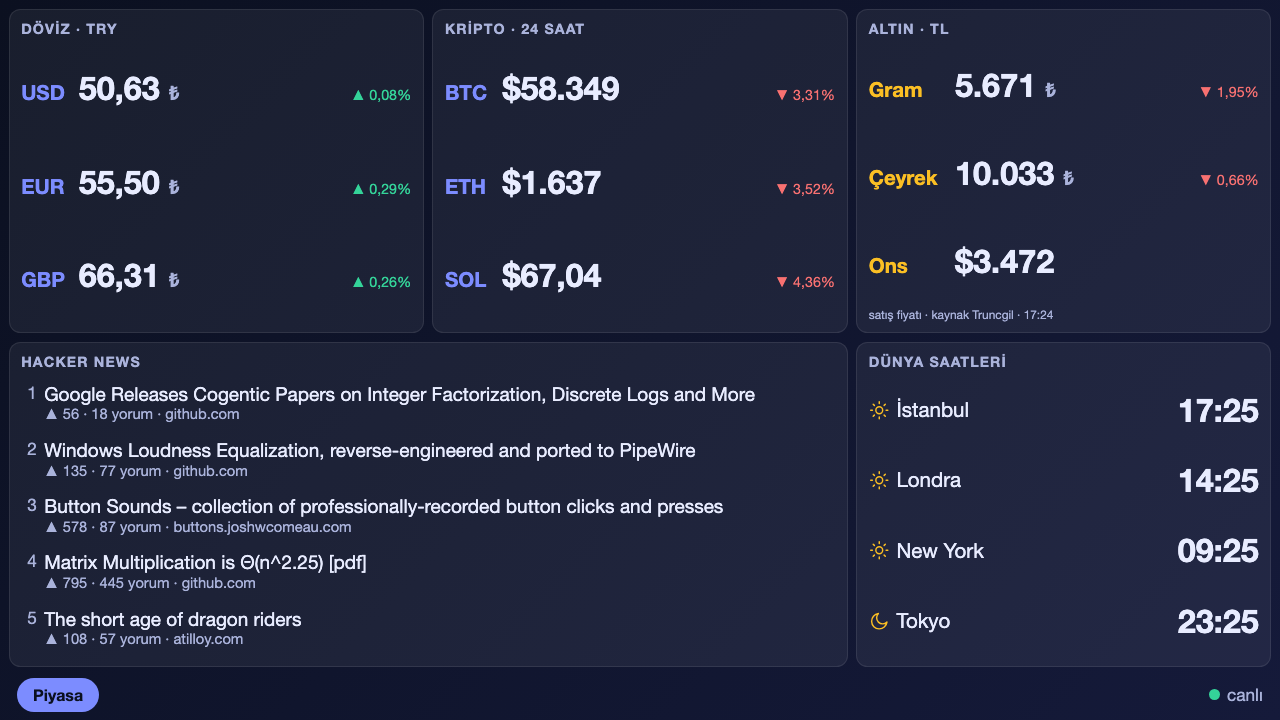 DÖVİZ · TRY
USD 50,63 ₺ ▲ 0,08%
EUR 55,50 ₺ ▲ 0,29%
GBP 66,31 ₺ ▲ 0,26%
KRİPTO · 24 SAAT
BTC $58.349 ▼ 3,31%
ETH $1.637 ▼ 3,52%
SOL $67,04 ▼ 4,36%
ALTIN · TL
Gram 5.671 ₺ ▼ 1,95%
Çeyrek 10.033 ₺ ▼ 0,66%
Ons $3.472
satış fiyatı · kaynak Truncgil · 17:24
HACKER NEWS
1 Google Releases Cogentic Papers on Integer Factorization, Discrete Logs and More
▲ 56 · 18 yorum · github.com
2 Windows Loudness Equalization, reverse-engineered and ported to PipeWire
▲ 135 · 77 yorum · github.com
3 Button Sounds – collection of professionally-recorded button clicks and presses
▲ 578 · 87 yorum · buttons.joshwcomeau.com
4 Matrix Multiplication is Θ(n^2.25) [pdf]
▲ 795 · 445 yorum · github.com
5 The short age of dragon riders
▲ 108 · 57 yorum · atilloy.com
DÜNYA SAATLERİ
İstanbul 17:25
Londra 14:25
New York 09:25
Tokyo 23:25
Piyasa
canlı